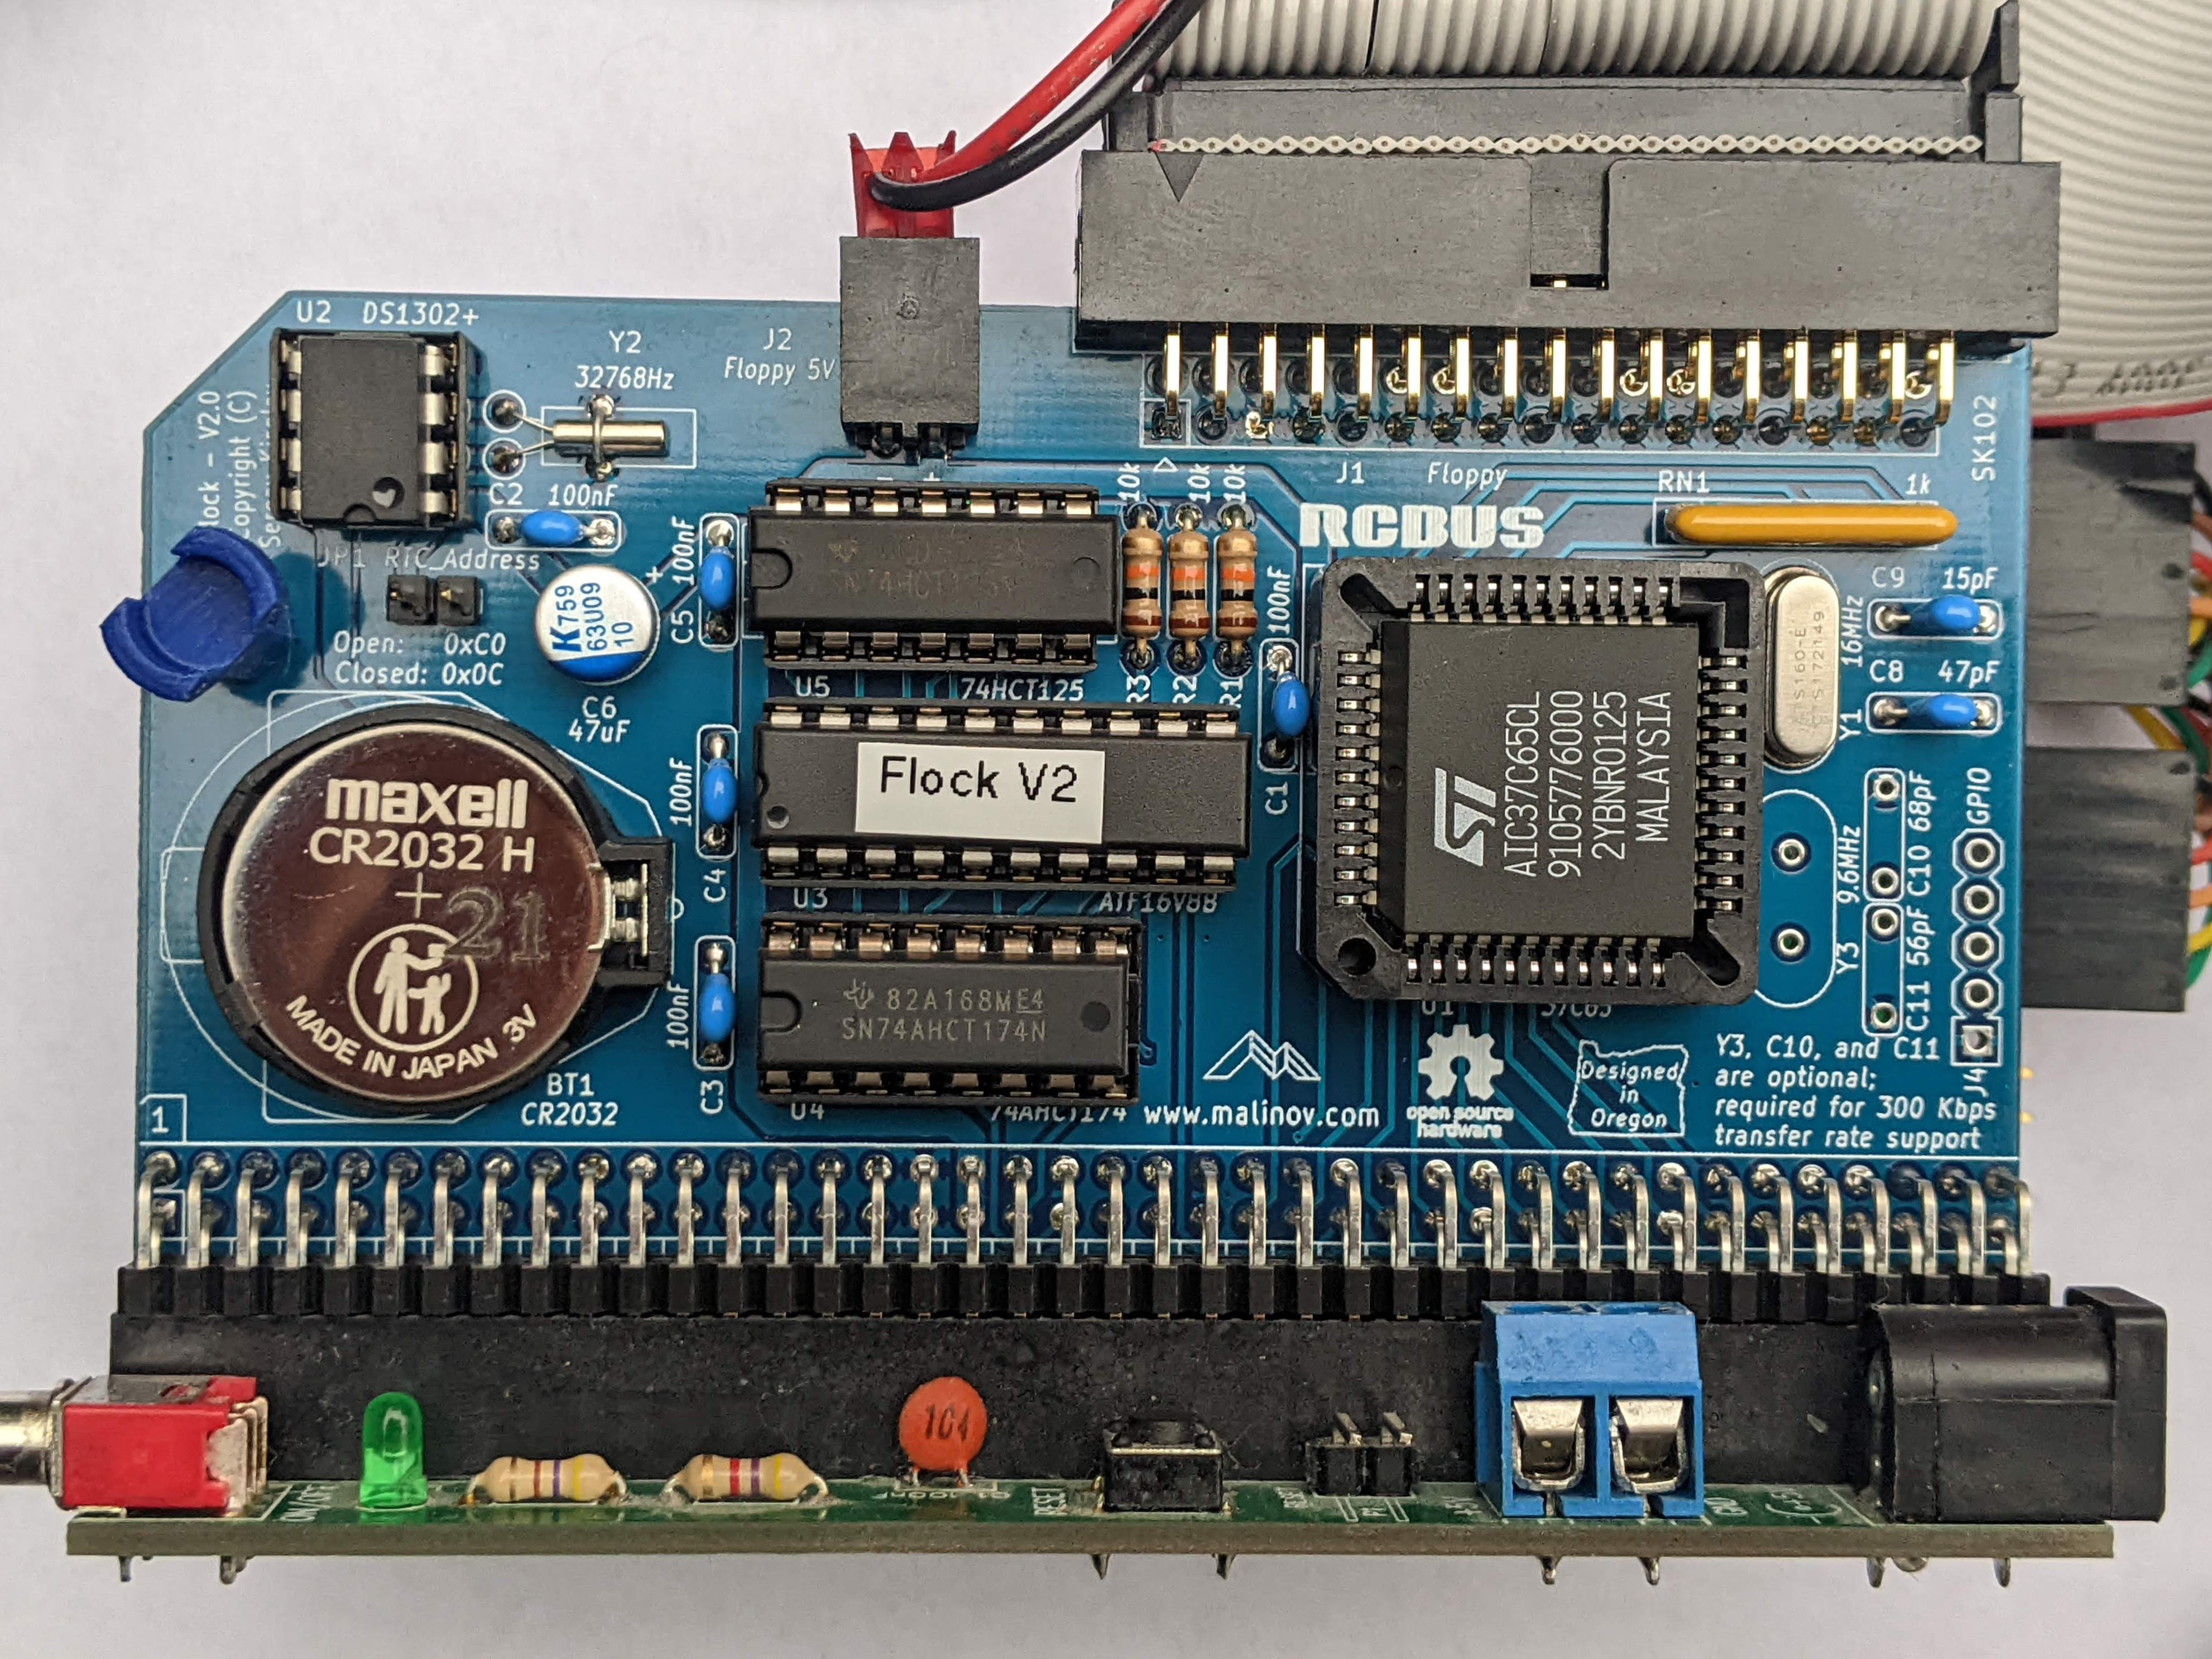 U2 DS1302+
Y2
32768Hz
J2
Floppy 5V
- +
lock - V2.0
Copyright (C)
Se
C2 100nF
JP1 RTC_Address
Open: 0xC0
Closed: 0x0C
K759
63U09
10
+
C6
47uF
100nF
C5
SN74HCT125
U5 74HCT125
10k
10k
10k
R3
R2
R1
J1 Floppy
SK102
RN1 1k
RCBUS
100nF
C1
ST
AIC37C65CL
9105776000
2YBNR0125
MALAYSIA
U1 37C65
16MHz
Y1
C9 15pF
C8 47pF
9.6MHz
Y3
C10 68pF
C11 56pF
GPIO
J4
100nF
C4
Flock V2
U3 ATF16V8B
maxell
CR2032 H
+
21
MADE IN JAPAN 3V
BT1
CR2032
100nF
C3
82A168ME4
SN74AHCT174N
U4 74AHCT174
www.malinov.com
open source
hardware
Designed
in
Oregon
Y3, C10, and C11
are optional;
required for 300 Kbps
transfer rate support
1
104
ON/OFF
RESET
GND